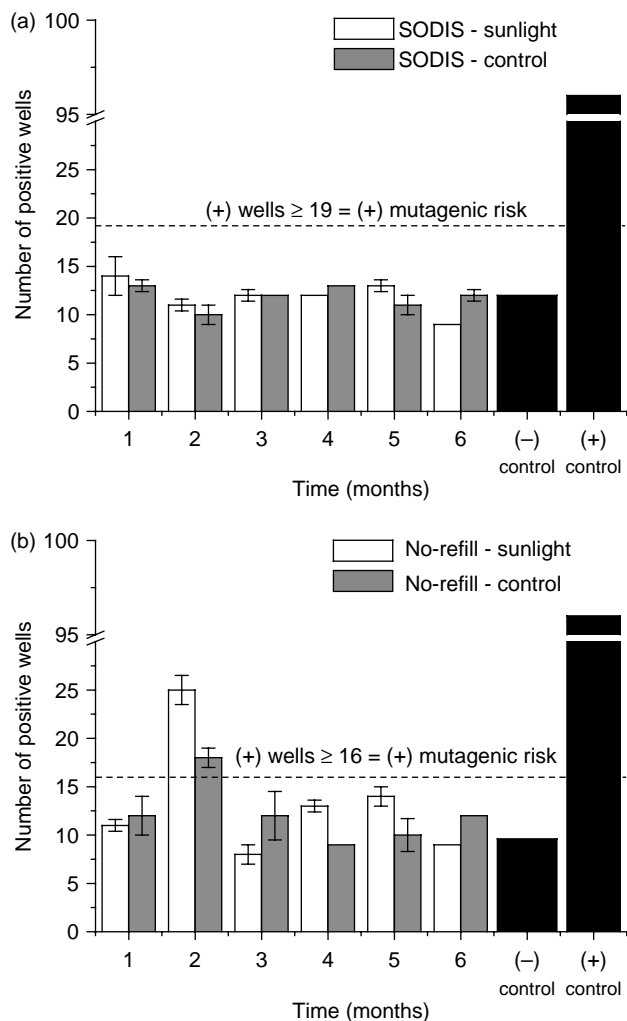 (a)
100
95
25
20
15
10
5
0
Number of positive wells
SODIS - sunlight
SODIS - control
(+) wells ≥ 19 = (+) mutagenic risk
1 2 3 4 5 6 (–) (+)
control control
Time (months)
(b)
100
95
25
20
15
10
5
0
Number of positive wells
No-refill - sunlight
No-refill - control
(+) wells ≥ 16 = (+) mutagenic risk
1 2 3 4 5 6 (–) (+)
control control
Time (months)